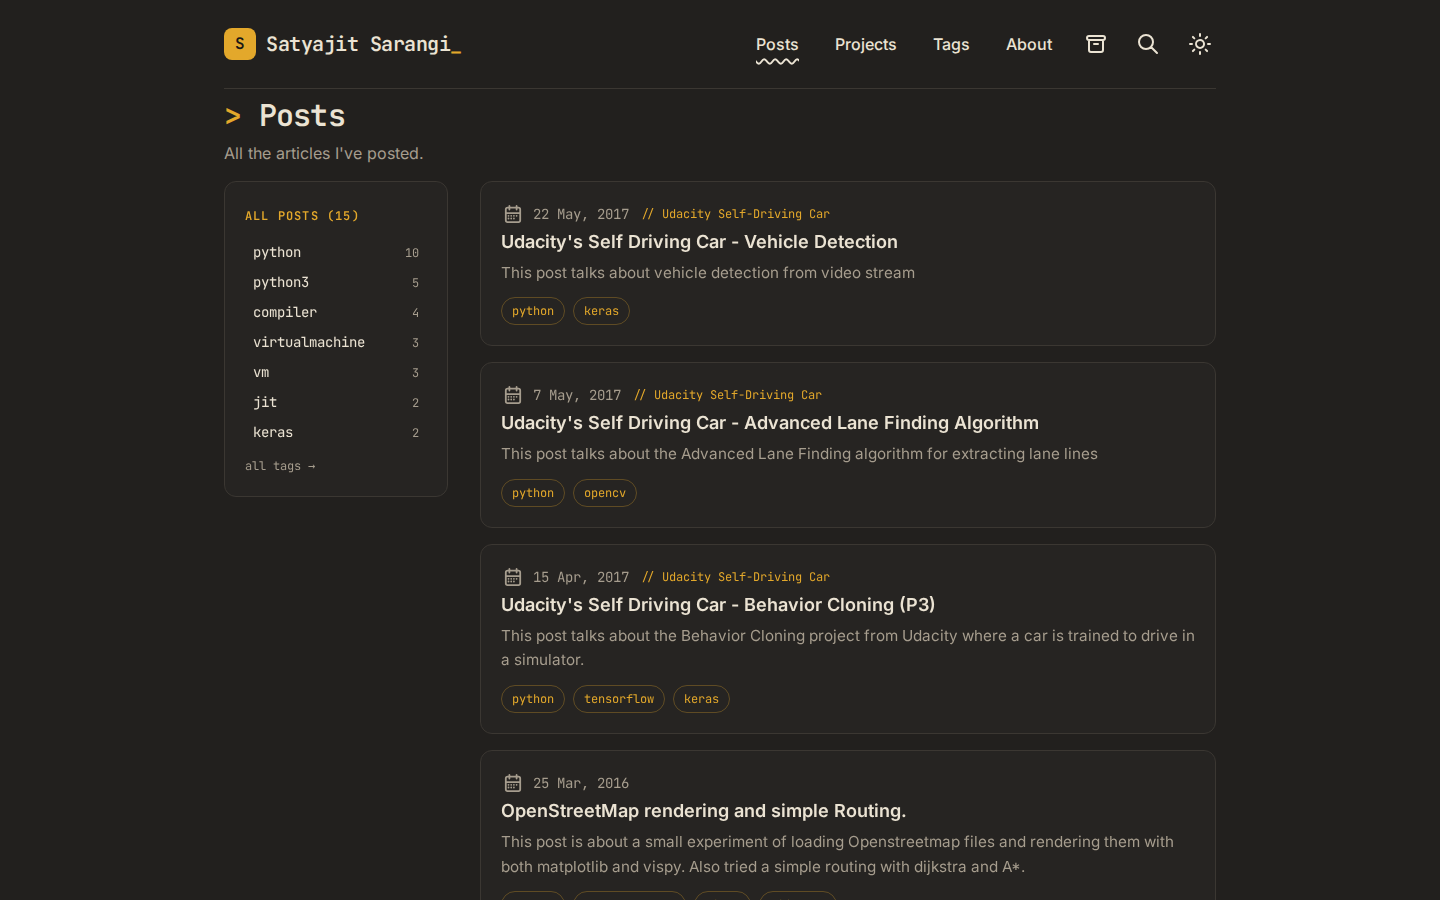 S Satyajit Sarangi_
Posts Projects Tags About
> Posts
All the articles I've posted.
ALL POSTS (15)
python 10
python3 5
compiler 4
virtualmachine 3
vm 3
jit 2
keras 2
all tags →
22 May, 2017 // Udacity Self-Driving Car
Udacity's Self Driving Car - Vehicle Detection
This post talks about vehicle detection from video stream
python keras
7 May, 2017 // Udacity Self-Driving Car
Udacity's Self Driving Car - Advanced Lane Finding Algorithm
This post talks about the Advanced Lane Finding algorithm for extracting lane lines
python opencv
15 Apr, 2017 // Udacity Self-Driving Car
Udacity's Self Driving Car - Behavior Cloning (P3)
This post talks about the Behavior Cloning project from Udacity where a car is trained to drive in
a simulator.
python tensorflow keras
25 Mar, 2016
OpenStreetMap rendering and simple Routing.
This post is about a small experiment of loading Openstreetmap files and rendering them with
both matplotlib and vispy. Also tried a simple routing with dijkstra and A*.